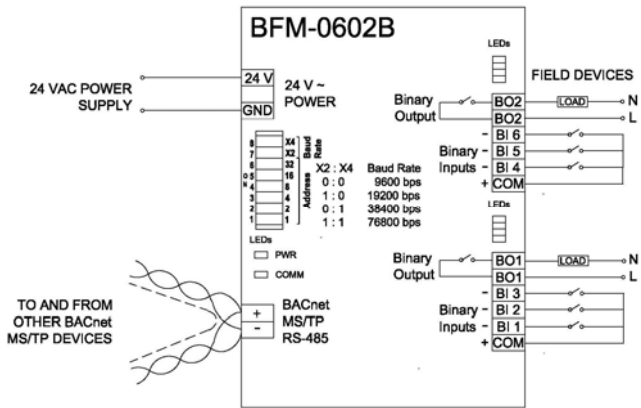 BFM-0602B
LEDs
24 VAC POWER
SUPPLY
24 V
GND
24 V ~
POWER
FIELD DEVICES
Binary
Output
BO2
BO2
LOAD
N
L
- BI 6
Binary - BI 5
Inputs - BI 4
+ COM
8 X4
7 X2
6 32
5 16
4 8
3 4
2 2
1 1
O N
Baud
Rate
Address
X2 : X4 Baud Rate
0 : 0 9600 bps
1 : 0 19200 bps
0 : 1 38400 bps
1 : 1 76800 bps
LEDs
LEDs
PWR
COMM
Binary
Output
BO1
BO1
LOAD
N
L
- BI 3
Binary - BI 2
Inputs - BI 1
+ COM
TO AND FROM
OTHER BACnet
MS/TP DEVICES
+
-
BACnet
MS/TP
RS-485